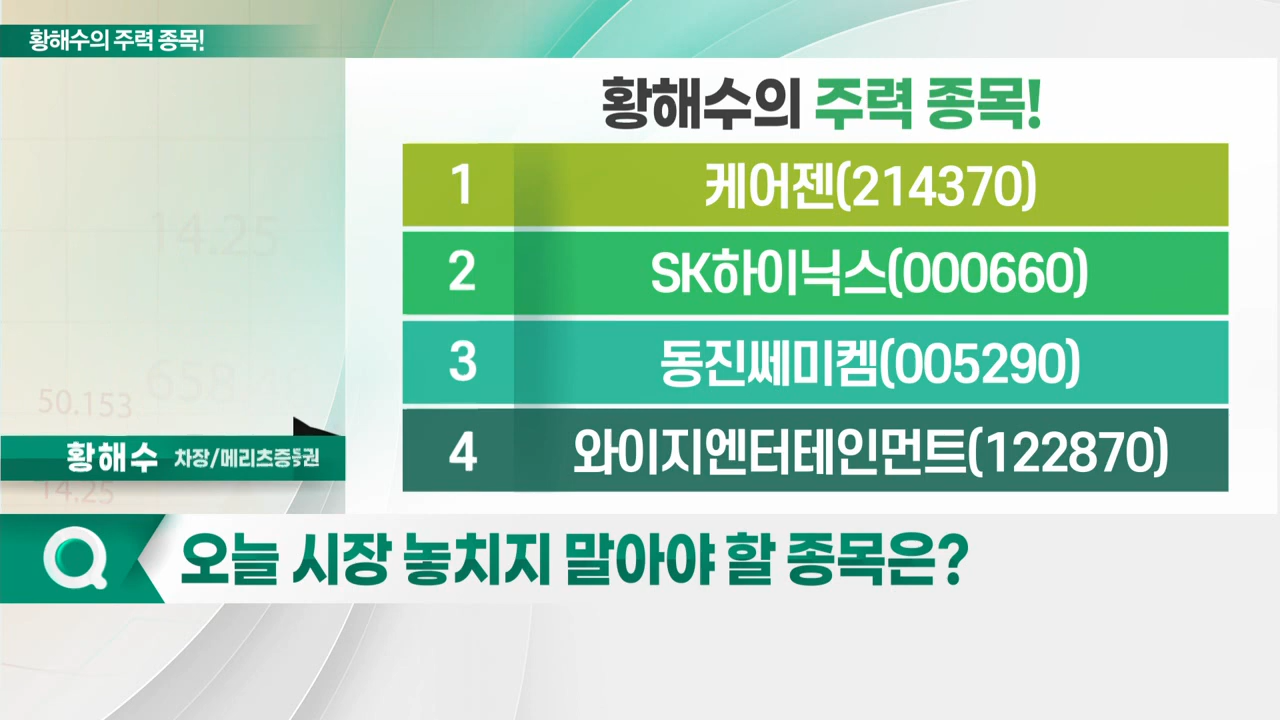 황해수의 주력 종목!
황해수의 주력 종목!
1 케어젠(214370)
2 SK하이닉스(000660)
3 동진쎄미켐(005290)
4 와이지엔터테인먼트(122870)
14.25
658.4
50.153
황해수 차장/메리츠증권
14.25
Q 오늘 시장 놓치지 말아야 할 종목은?